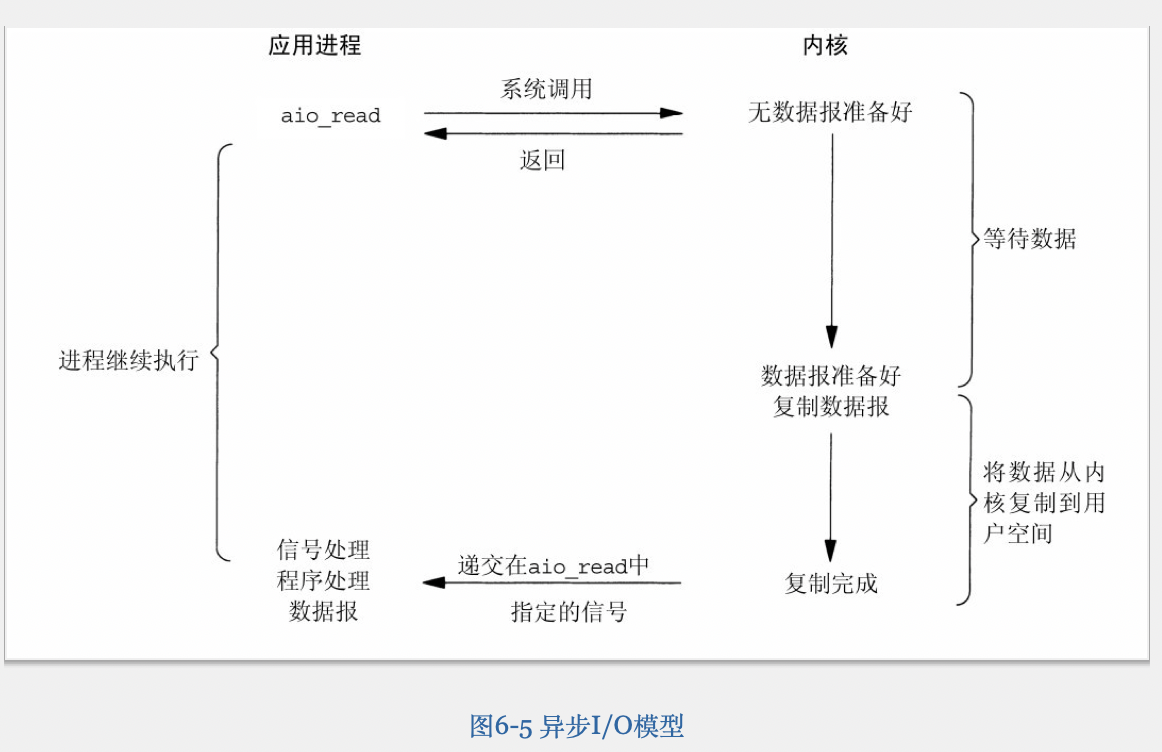 应用进程
内核
系统调用
aio_read
无数据报准备好
返回
等待数据
进程继续执行
数据报准备好
复制数据报
将数据从内
核复制到用
户空间
信号处理
程序处理
数据报
递交在aio_read中
指定的信号
复制完成
图6-5 异步I/O模型